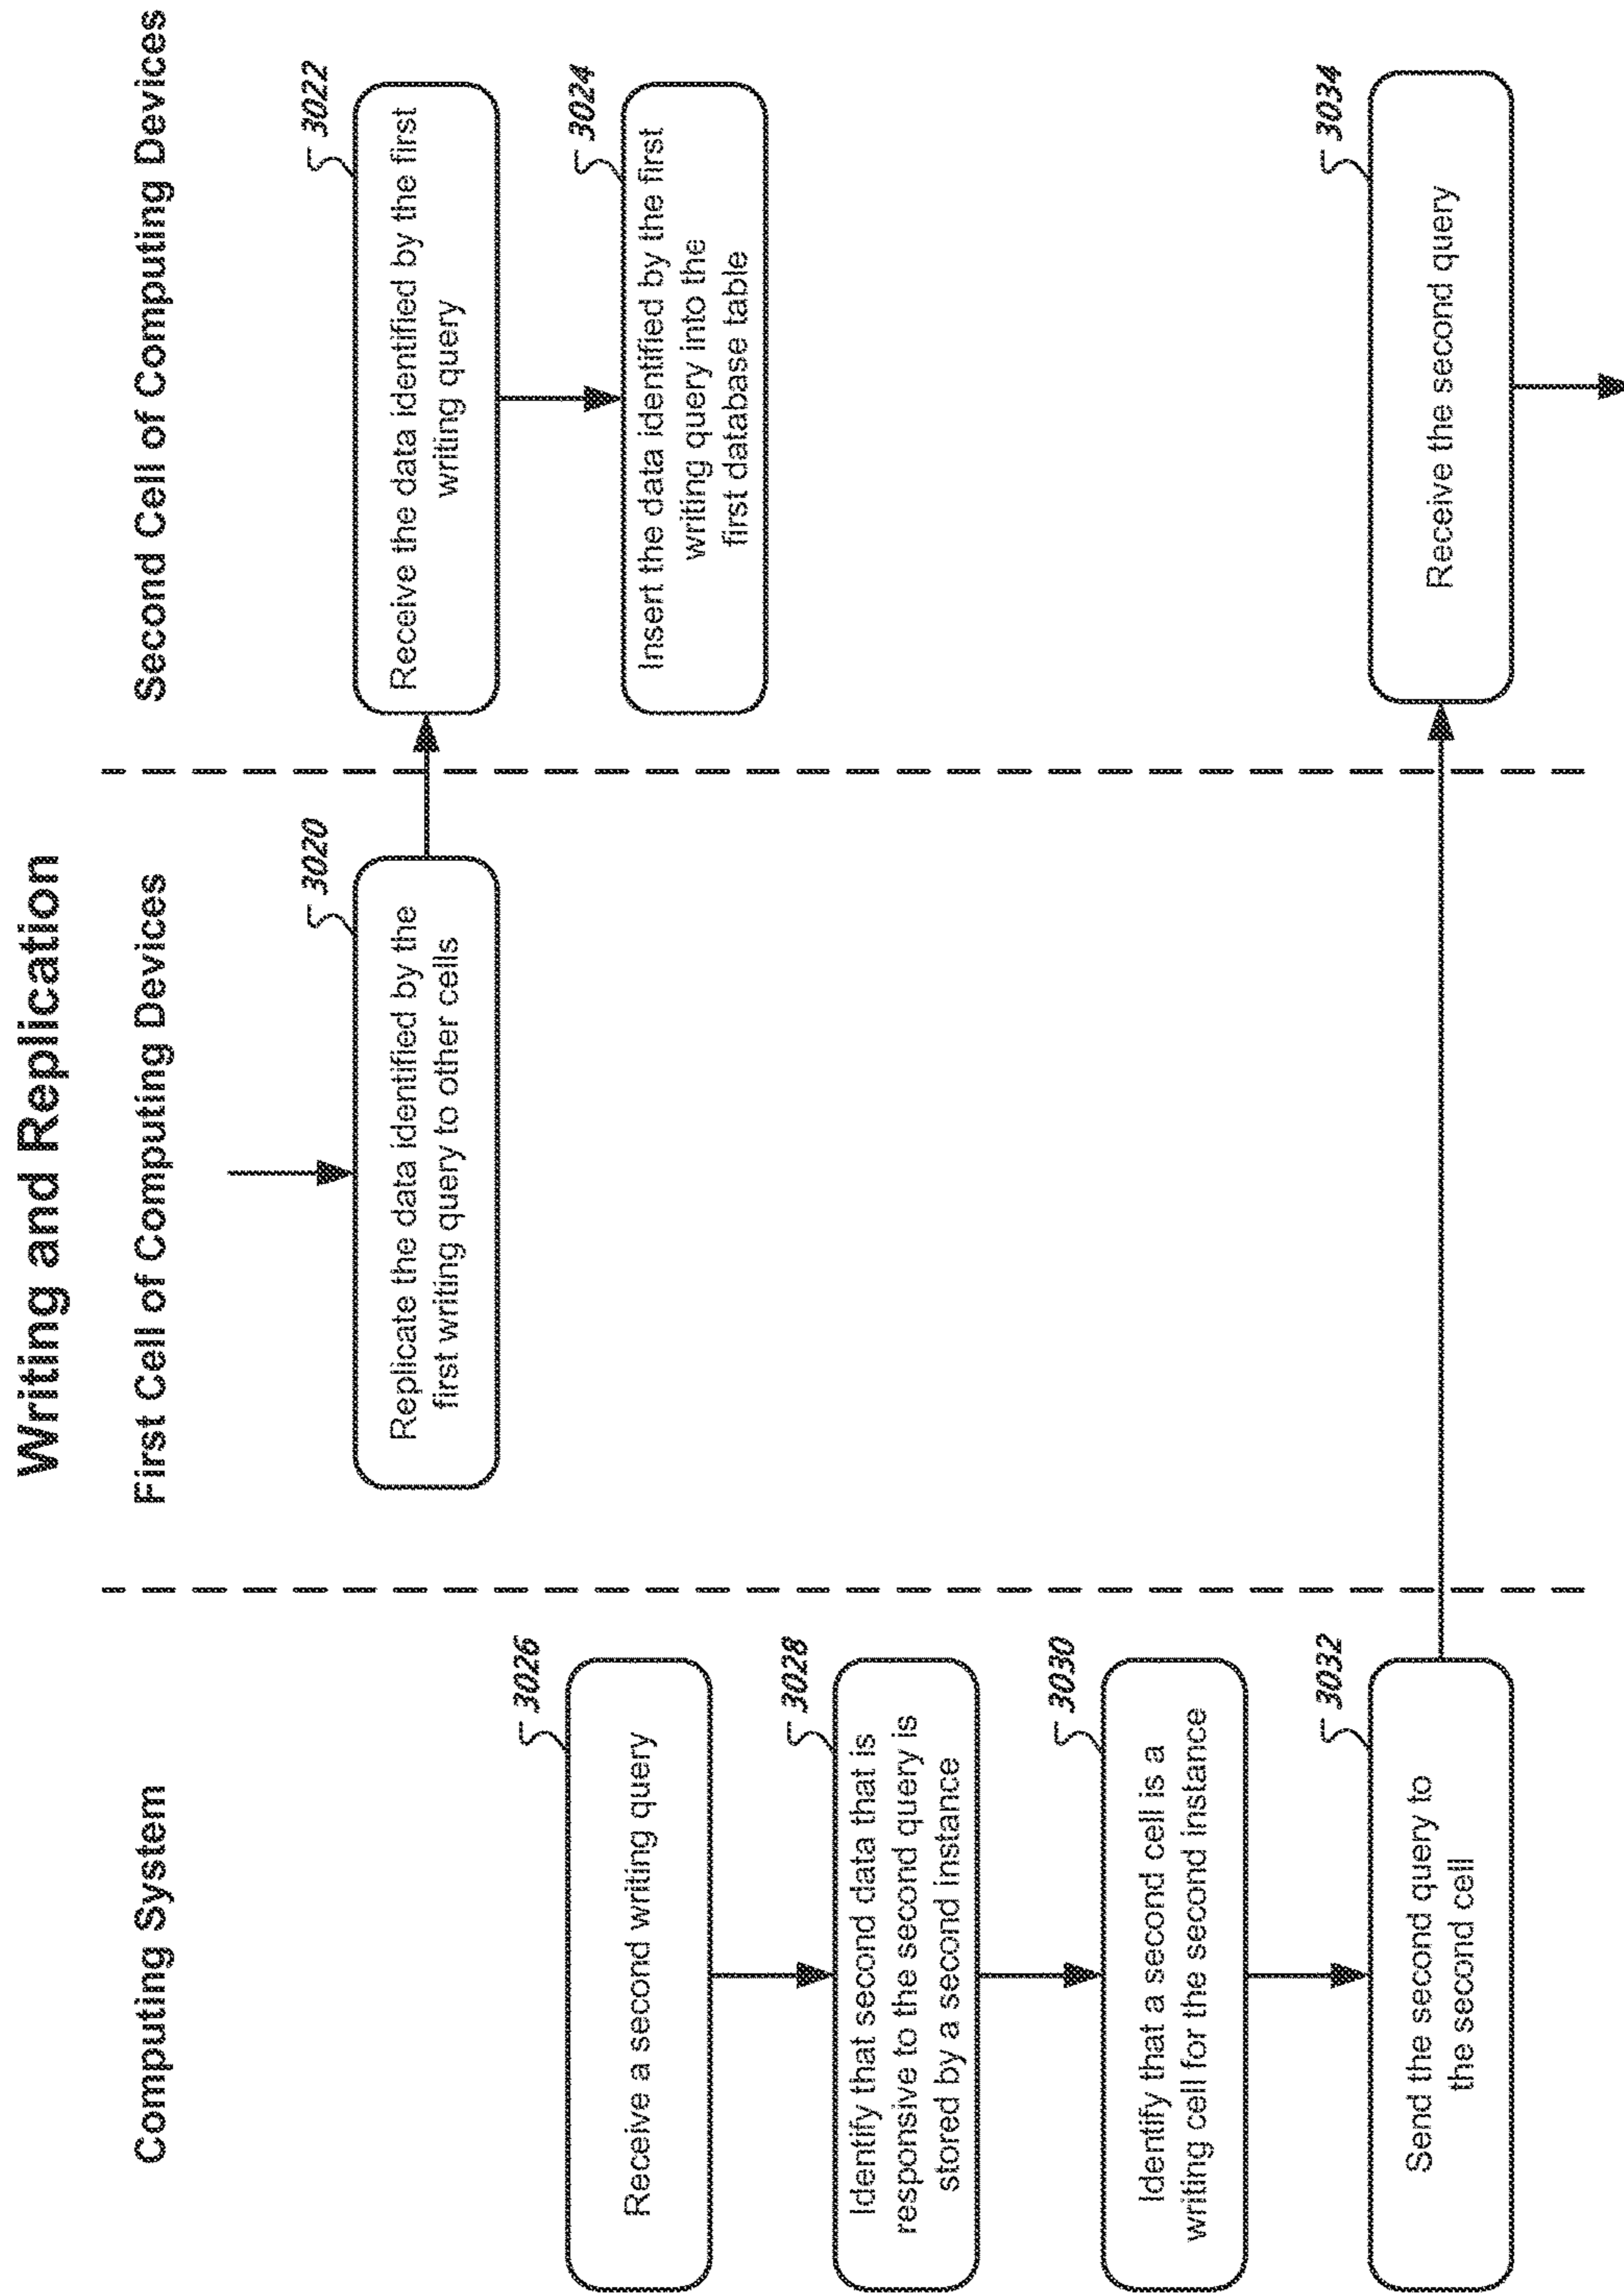 Writing and Replication
Computing System
First Cell of Computing Devices
Second Cell of Computing Devices
3020
Replicate the data identified by the
first writing query to other cells
3022
Receive the data identified by the first
writing query
3024
Insert the data identified by the first
writing query into the
first database table
3026
Receive a second writing query
3028
Identify that second data that is
responsive to the second query is
stored by a second instance
3030
Identify that a second cell is a
writing cell for the second instance
3032
Send the second query to
the second cell
3034
Receive the second query